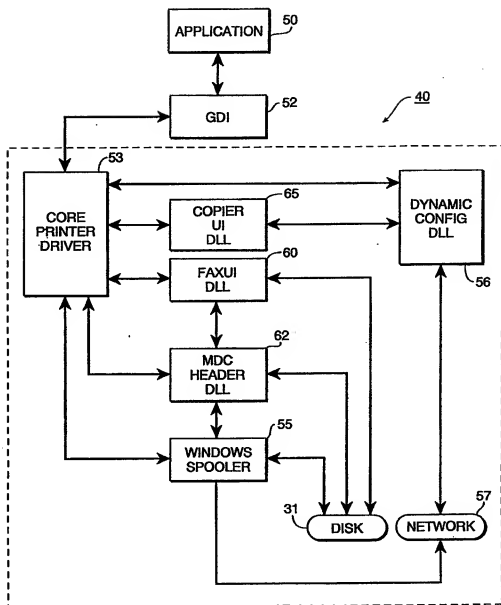 APPLICATION
50
GDI
52
40
53
CORE
PRINTER
DRIVER
65
COPIER
UI
DLL
DYNAMIC
CONFIG
DLL
56
60
FAXUI
DLL
62
MDC
HEADER
DLL
55
WINDOWS
SPOOLER
31
DISK
57
NETWORK